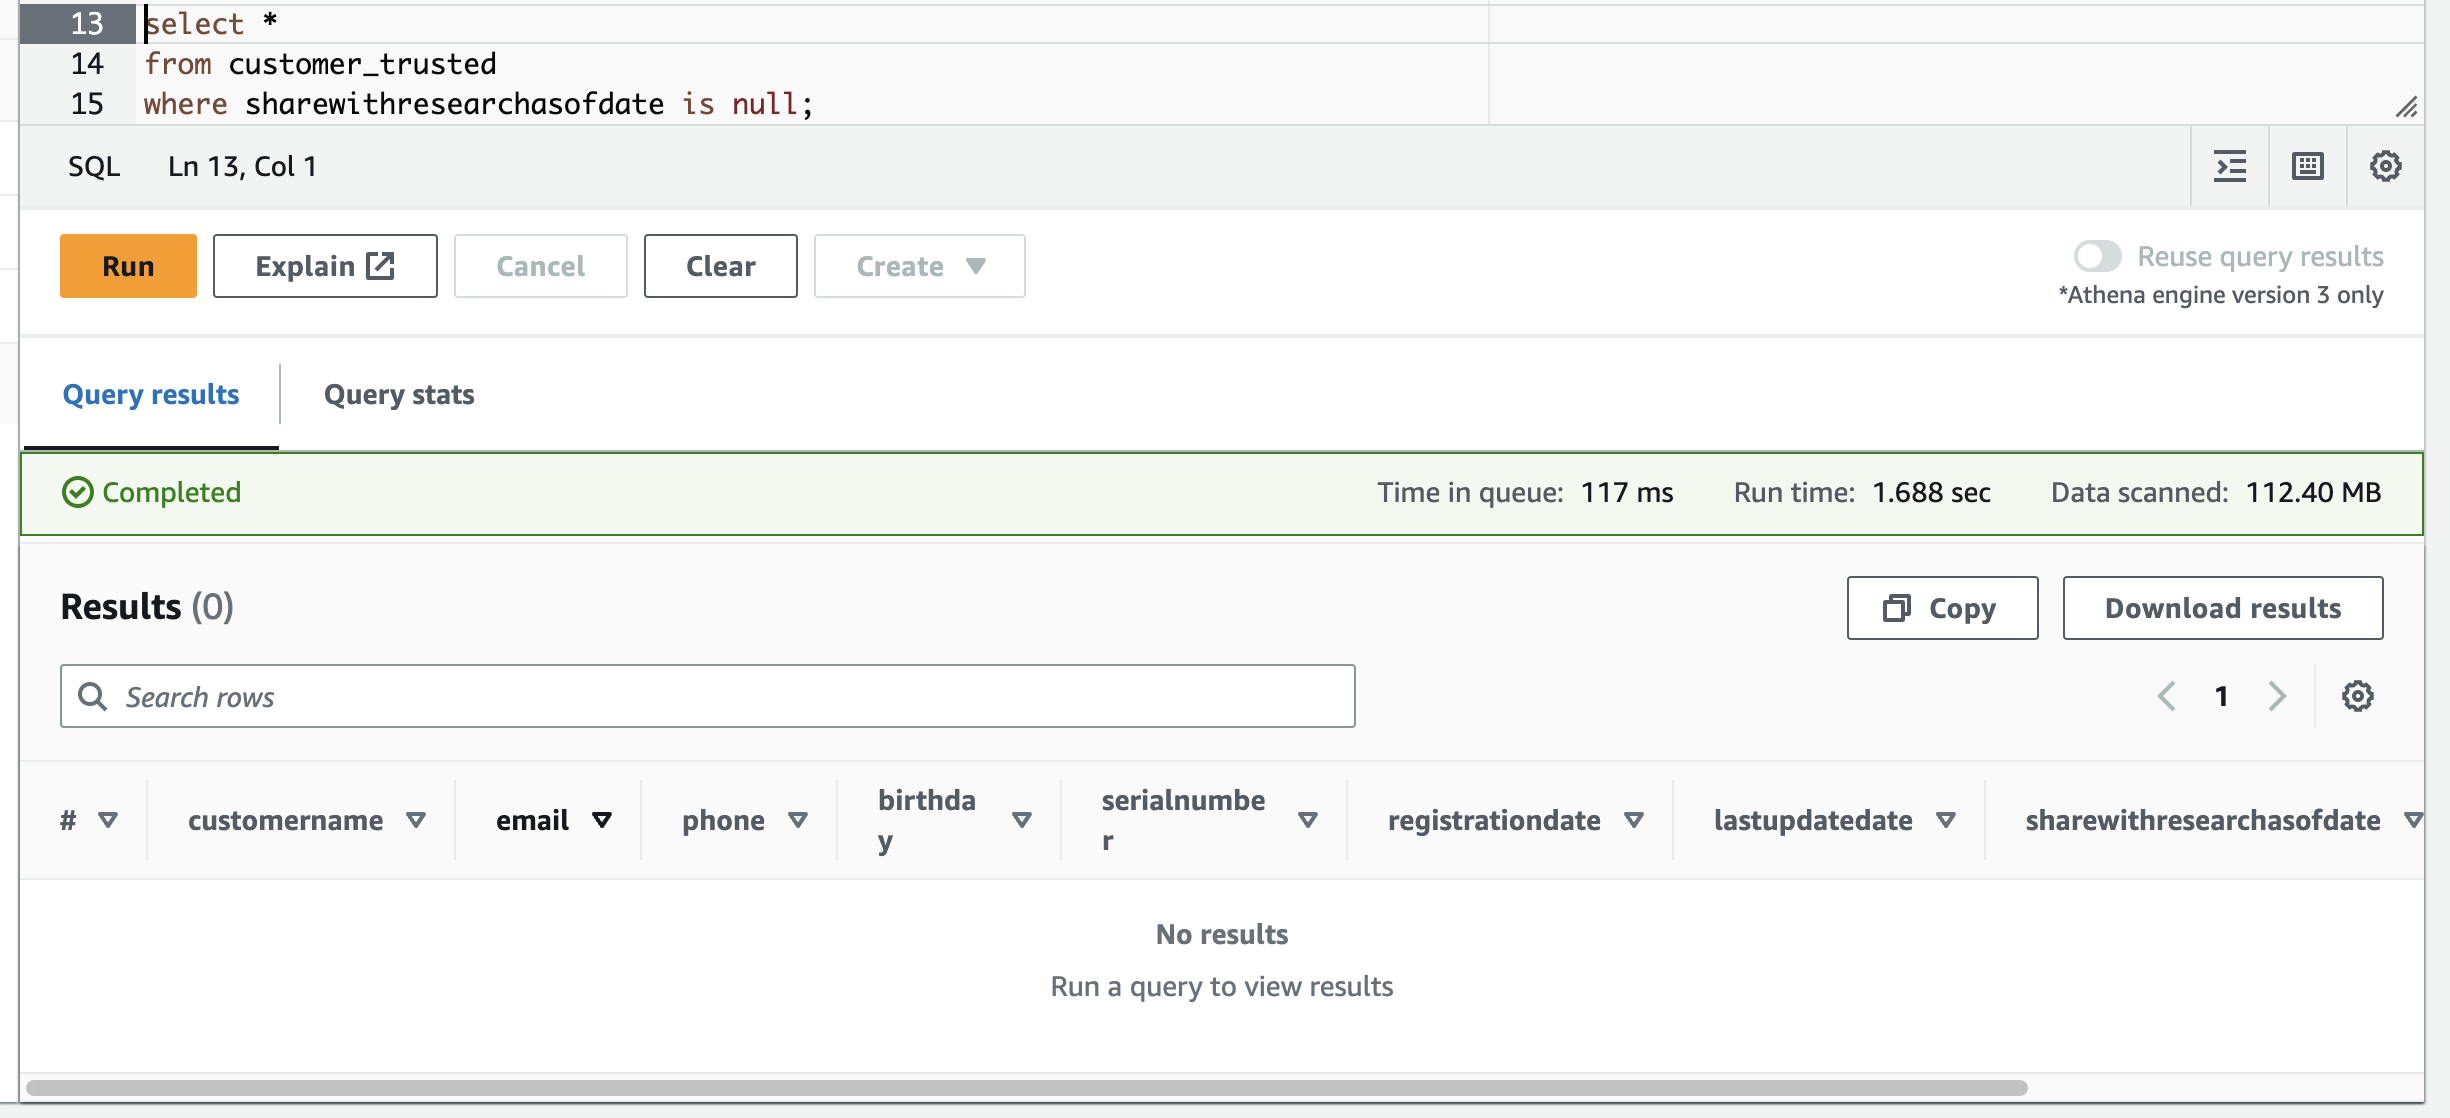 13 select *
14 from customer_trusted
15 where sharewithresearchasofdate is null;
SQL Ln 13, Col 1
Run Explain Cancel Clear Create
Reuse query results
*Athena engine version 3 only
Query results Query stats
Completed Time in queue: 117 ms Run time: 1.688 sec Data scanned: 112.40 MB
Results (0) Copy Download results
Search rows 1
# customername email phone birthda
y serialnumbe
r registrationdate lastupdatedate sharewithresearchasofdate
No results
Run a query to view results